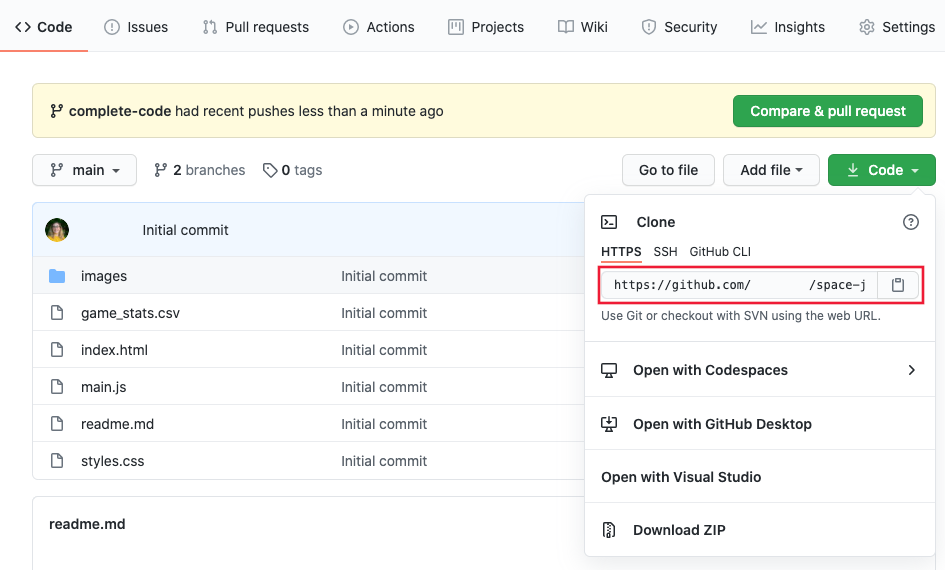 Code Issues Pull requests Actions Projects Wiki Security Insights Settings
complete-code had recent pushes less than a minute ago Compare & pull request
main 2 branches 0 tags Go to file Add file Code
Initial commit
images Initial commit
game_stats.csv Initial commit
index.html Initial commit
main.js Initial commit
readme.md Initial commit
styles.css Initial commit
readme.md
Clone
HTTPS SSH GitHub CLI
https://github.com/ /space-j
Use Git or checkout with SVN using the web URL.
Open with Codespaces
Open with GitHub Desktop
Open with Visual Studio
Download ZIP